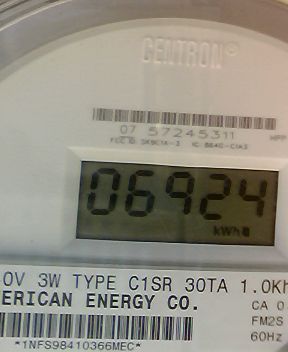 CENTRON®
07 57245311
06924
kWh
0V 3W TYPE C1SR 30TA 1.0Kh
ERICAN ENERGY CO.
CA 0
FM2S
60Hz
*1NFS98410366MEC*